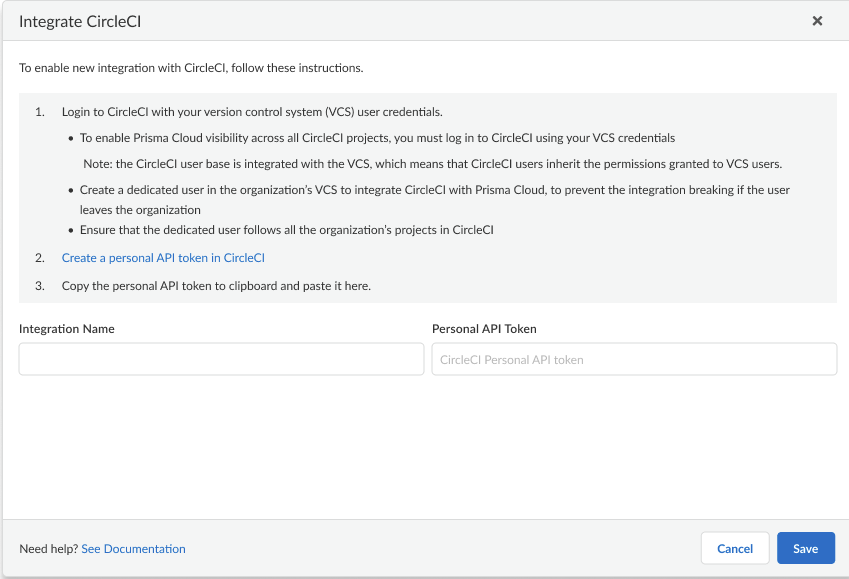 Integrate CircleCI
To enable new integration with CircleCI, follow these instructions.
1. Login to CircleCI with your version control system (VCS) user credentials.
• To enable Prisma Cloud visibility across all CircleCI projects, you must log in to CircleCI using your VCS credentials
Note: the CircleCI user base is integrated with the VCS, which means that CircleCI users inherit the permissions granted to VCS users.
• Create a dedicated user in the organization's VCS to integrate CircleCI with Prisma Cloud, to prevent the integration breaking if the user
leaves the organization
• Ensure that the dedicated user follows all the organization's projects in CircleCI
2. Create a personal API token in CircleCI
3. Copy the personal API token to clipboard and paste it here.
Integration Name
Personal API Token
CircleCI Personal API token
Need help? See Documentation
Cancel
Save